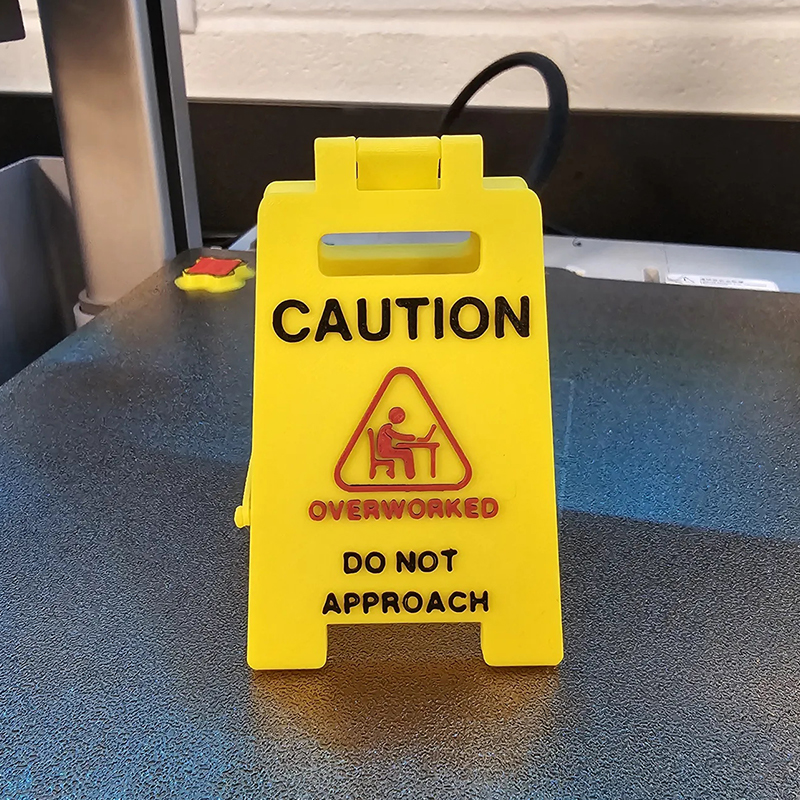 CAUTION
OVERWORKED
DO NOT
APPROACH